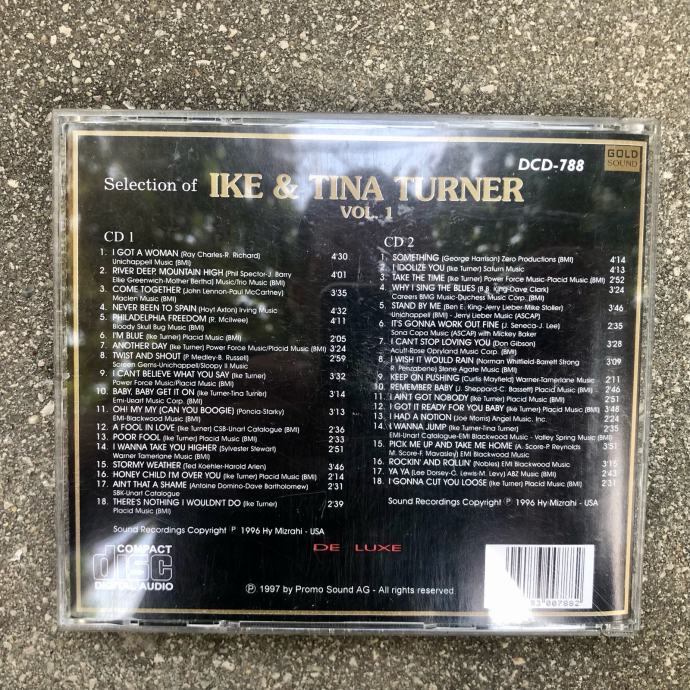 DCD-788
GOLD
SOUND
Selection of IKE & TINA TURNER
VOL. 1
CD 1
1. I GOT A WOMAN (Ray Charles-R. Richard) 4'30
Unichappell Music (BMI)
2. RIVER DEEP MOUNTAIN HIGH (Phil Spector-J. Barry 4'01
Ellie Greenwich-Mother Bertha) Music/Trio Music (BMI)
3. COME TOGETHER (John Lennon-Paul McCartney) 3'35
Maclen Music (BMI)
4. NEVER BEEN TO SPAIN (Hoyt Axton) Irving Music 4'32
5. PHILADELPHIA FREEDOM (R. McIlwee) 4'11
Bloody Skull Bug Music (BMI)
6. I'M BLUE (Ike Turner) Placid Music (BMI) 2'05
7. ANOTHER DAY (Ike Turner) Power Force Music/Placid Music (BMI) 3'24
8. TWIST AND SHOUT (P. Medley-B. Russell) 2'59
Screen Gems-Unichappell/Sloopy II Music
9. I CAN'T BELIEVE WHAT YOU SAY (Ike Turner) 3'32
Power Force Music/Placid Music (BMI)
10. BABY, BABY GET IT ON (Ike Turner-Tina Turner) 3'14
Emi-Unart Music Corp. (BMI)
11. OH! MY MY (CAN YOU BOOGIE) (Poncia-Starky) 3'13
EMI-Blackwood Music (BMI)
12. A FOOL IN LOVE (Ike Turner) CSB-Unart Catalogue (BMI) 2'36
13. POOR FOOL (Ike Turner) Placid Music (BMI) 2'33
14. I WANNA TAKE YOU HIGHER (Sylvester Stewart) 2'51
Warner Tamerlane Music (BMI)
15. STORMY WEATHER (Ted Koehler-Harold Arlen) 3'46
16. HONEY CHILD I'M OVER YOU (Ike Turner) Placid Music (BMI) 2'14
17. AIN'T THAT A SHAME (Antoine Domino-Dave Bartholomew) 2'31
SBK-Unart Catalogue
18. THERE'S NOTHING I WOULDN'T DO (Ike Turner) 2'39
Placid Music (BMI)
Sound Recordings Copyright ℗ 1996 Hy Mizrahi - USA
CD 2
1. SOMETHING (George Harrison) Zero Productions (BMI) 4'14
2. I IDOLIZE YOU (Ike Turner) Saturn Music 4'13
3. TAKE THE TIME (Ike Turner) Power Force Music-Placid Music (BMI) 2'52
4. WHY I SING THE BLUES (B.B. King-Dave Clark) 3'24
Careers BMG Music-Duchess Music Corp. (BMI)
5. STAND BY ME (Ben E. King-Jerry Lieber-Mike Stoller) 3'46
Unichappell (BMI) - Jerry Lieber Music (ASCAP)
6. IT'S GONNA WORK OUT FINE (J. Seneca-J. Lee) 2'35
Sona Copa Music (ASCAP) with Mickey Baker
7. I CAN'T STOP LOVING YOU (Don Gibson) 3'28
Acuff-Rose Opryland Music Corp. (BMI)
8. I WISH IT WOULD RAIN (Norman Whitfield-Barrett Strong 3'09
R. Penzabene) Stone Agate Music (BMI)
9. KEEP ON PUSHING (Curtis Mayfield) Warner-Tamerlane Music 2'11
10. REMEMBER BABY (J. Sheppard-C. Bassett) Placid Music (BMI) 2'46
11. I AIN'T GOT NOBODY (Ike Turner) Placid Music (BMI) 2'51
12. I GOT IT READY FOR YOU BABY (Ike Turner) Placid Music (BMI) 3'48
13. I HAD A NOTION (Joe Morris) Angel Music, Inc. 2'24
14. I WANNA JUMP (Ike Turner-Tina Turner) 2'35
EMI-Unart Catalogue-EMI Blackwood Music - Valley Spring Music (BMI)
15. PICK ME UP AND TAKE ME HOME (A. Score-P. Reynolds 3'51
M. Score-F. Mavasley) EMI Blackwood Music (BMI)
16. ROCKIN' AND ROLLIN' (Nobles) EMI Blackwood Music (BMI) 3'15
17. YA YA (Lee Dorsey-C. Lewis-M. Levy) ABZ Music (BMI) 2'43
18. I GONNA CUT YOU LOOSE (Ike Turner) Placid Music (BMI) 2'31
Sound Recordings Copyright ℗ 1996 Hy Mizrahi - USA
DE LUXE
COMPACT
disc
DIGITAL AUDIO
℗ 1997 by Promo Sound AG - All rights reserved